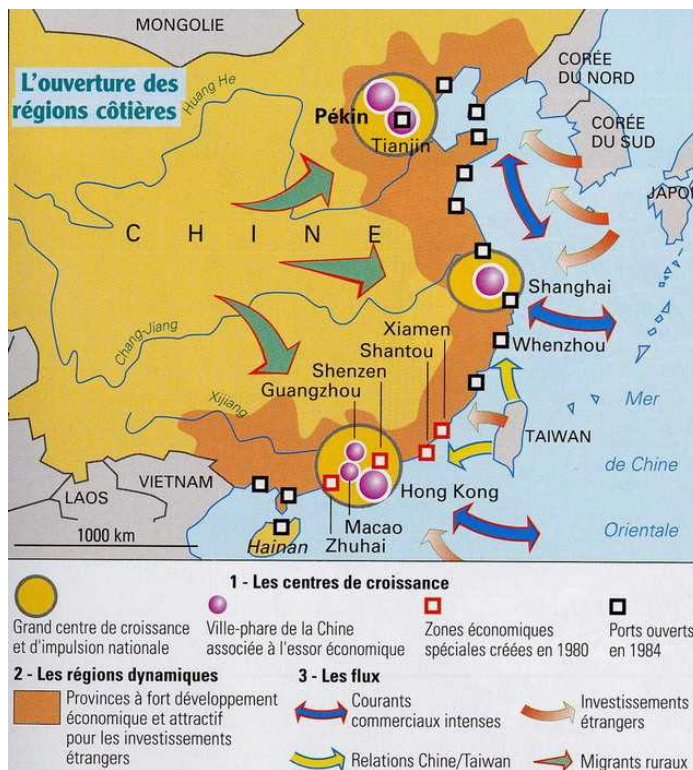 MONGOLIE
L'ouverture des
régions côtières
Huang He
Pékin
Tianjin
CORÉE
DU NORD
CORÉE
DU SUD
JAPON
CHINE
Shanghai
Chang-Jiang
Xiamen
Shantou
Whenzhou
Shenzen
Guangzhou
Xijiang
Mer
TAIWAN
de Chine
VIETNAM
LAOS
Hong Kong
1000 km
Macao
Orientale
Hainan
Zhuhai
1 - Les centres de croissance
Grand centre de croissance
et d'impulsion nationale
Ville-phare de la Chine
associée à l'essor économique
Zones économiques
spéciales créées en 1980
Ports ouverts
en 1984
2 - Les régions dynamiques
Provinces à fort développement
économique et attractif
pour les investissements
étrangers
3 - Les flux
Courants
commerciaux intenses
Investissements
étrangers
Relations Chine/Taiwan
Migrants ruraux